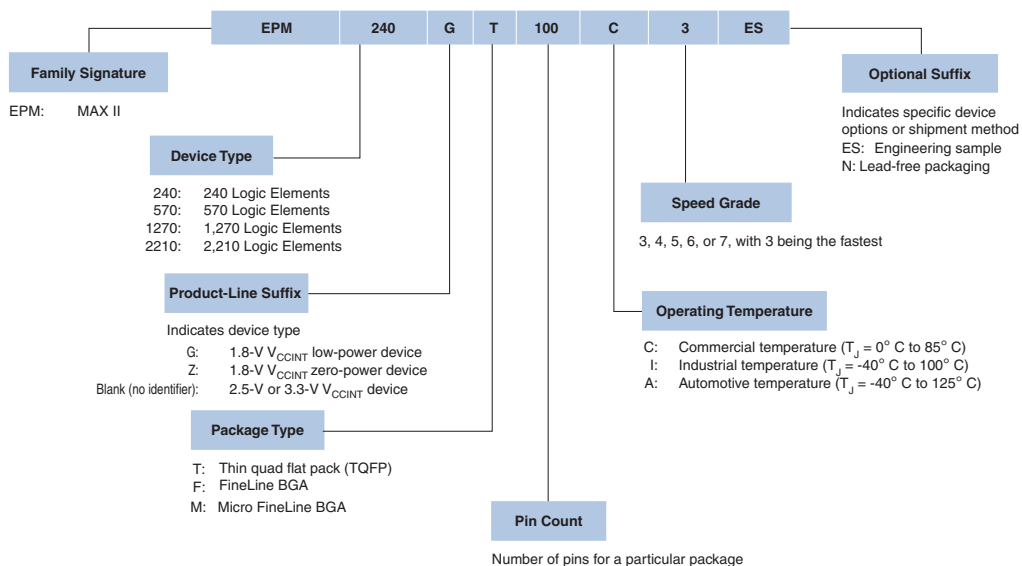 EPM 240 G T 100 C 3 ES
Family Signature
EPM: MAX II
Optional Suffix
Indicates specific device
options or shipment method
ES: Engineering sample
N: Lead-free packaging
Device Type
240: 240 Logic Elements
570: 570 Logic Elements
1270: 1,270 Logic Elements
2210: 2,210 Logic Elements
Speed Grade
3, 4, 5, 6, or 7, with 3 being the fastest
Product-Line Suffix
Indicates device type
G: 1.8-V VCCINT low-power device
Z: 1.8-V VCCINT zero-power device
Blank (no identifier): 2.5-V or 3.3-V VCCINT device
Operating Temperature
C: Commercial temperature (TJ = 0° C to 85° C)
I: Industrial temperature (TJ = -40° C to 100° C)
A: Automotive temperature (TJ = -40° C to 125° C)
Package Type
T: Thin quad flat pack (TQFP)
F: FineLine BGA
M: Micro FineLine BGA
Pin Count
Number of pins for a particular package